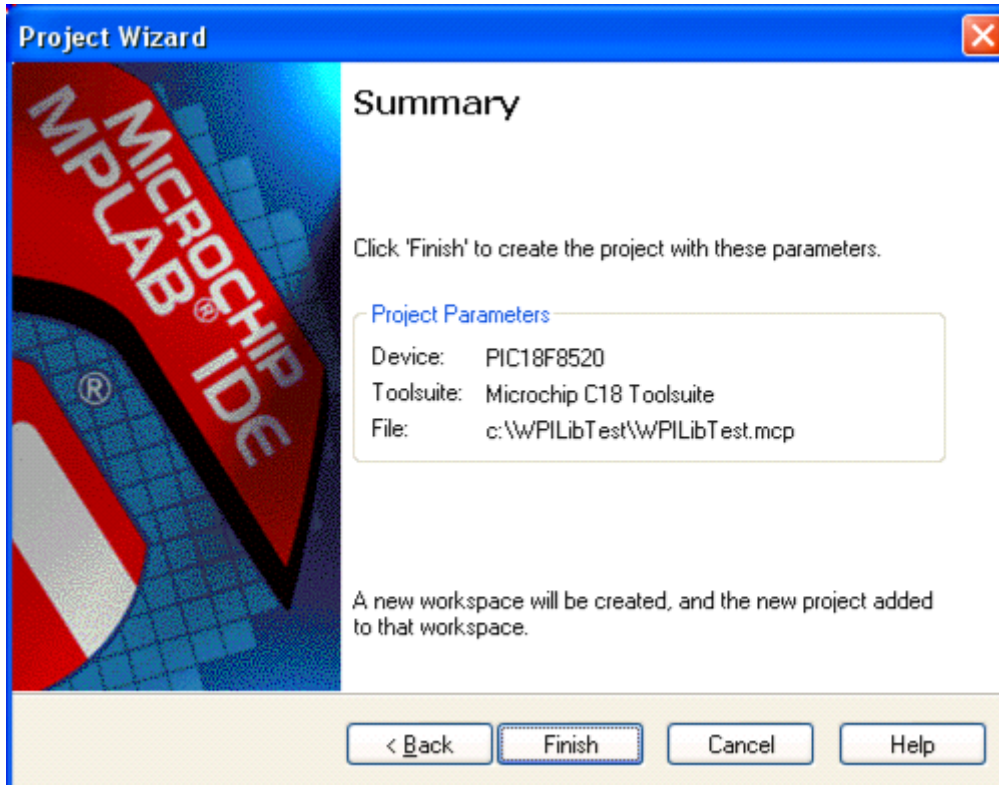 Project Wizard
MICROCHIP
MPLAB® IDE
®
Summary
Click 'Finish' to create the project with these parameters.
Project Parameters
Device: PIC18F8520
Toolsuite: Microchip C18 Toolsuite
File: c:\WPILibTest\WPILibTest.mcp
A new workspace will be created, and the new project added
to that workspace.
< Back Finish Cancel Help